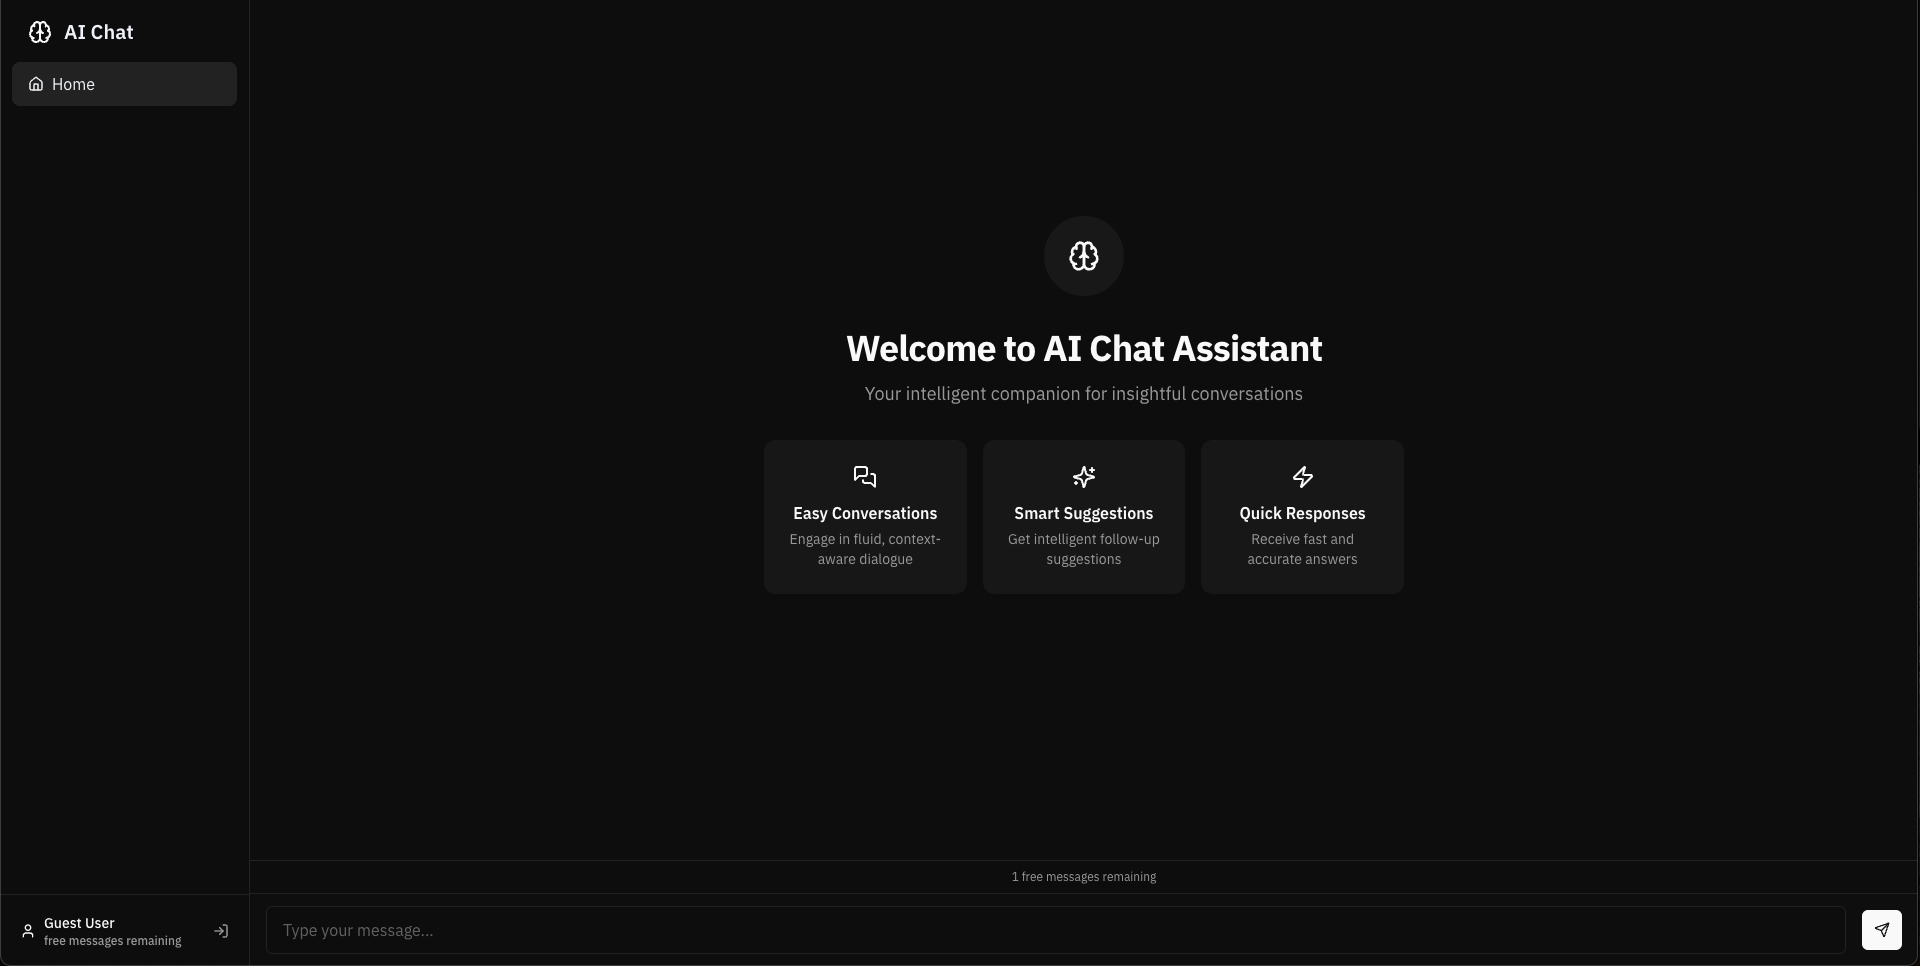 AI Chat
Home
Welcome to AI Chat Assistant
Your intelligent companion for insightful conversations
Easy Conversations
Engage in fluid, context-
aware dialogue
Smart Suggestions
Get intelligent follow-up
suggestions
Quick Responses
Receive fast and
accurate answers
1 free messages remaining
Guest User
free messages remaining
Type your message...